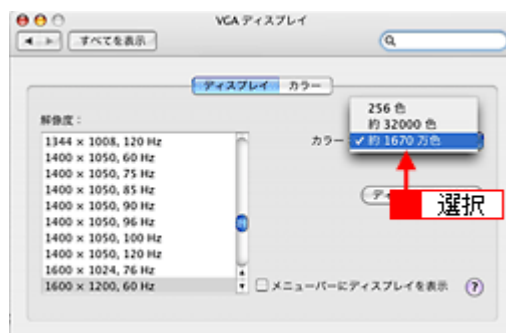 VGA ディスプレイ
すべてを表示
ディスプレイ カラー
解像度：
1344 × 1008, 120 Hz
1400 × 1050, 60 Hz
1400 × 1050, 75 Hz
1400 × 1050, 85 Hz
1400 × 1050, 90 Hz
1400 × 1050, 96 Hz
1400 × 1050, 100 Hz
1400 × 1050, 120 Hz
1600 × 1024, 76 Hz
1600 × 1200, 60 Hz
カラー
256 色
約 32000 色
✓ 約 1670 万色
ディ
選択
メニューバーにディスプレイを表示
?